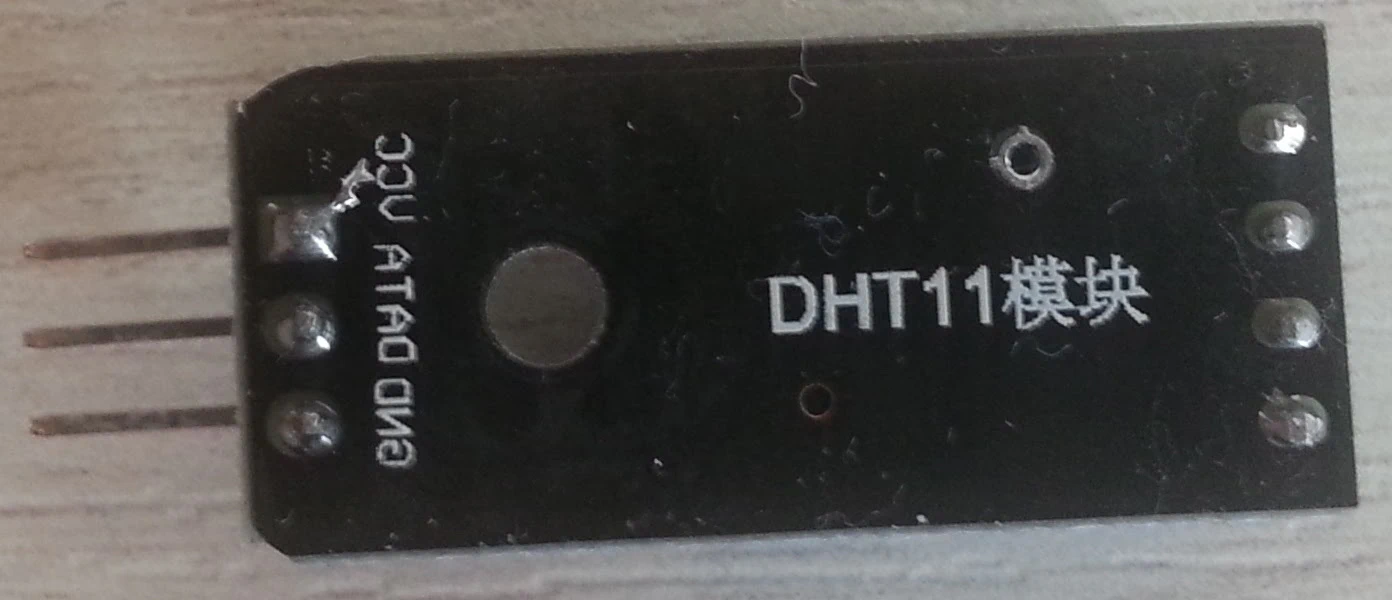 VCC DATA GND
DHT11模块